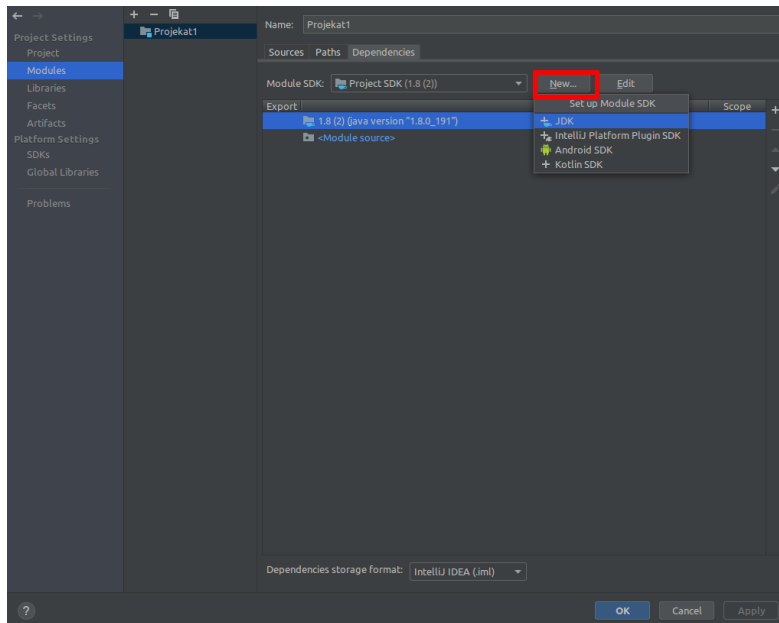 Project Settings
Project
Modules
Libraries
Facets
Artifacts
Platform Settings
SDKs
Global Libraries
Problems
Projekat1
Name: Projekat1
Sources Paths Dependencies
Module SDK: Project SDK (1.8 (2)) New... Edit
Set up Module SDK
JDK
IntelliJ Platform Plugin SDK
Android SDK
Kotlin SDK
Export Scope
1.8 (2) (java version "1.8.0_191")
<Module source>
Dependencies storage format: IntelliJ IDEA (.iml)
? OK Cancel Apply